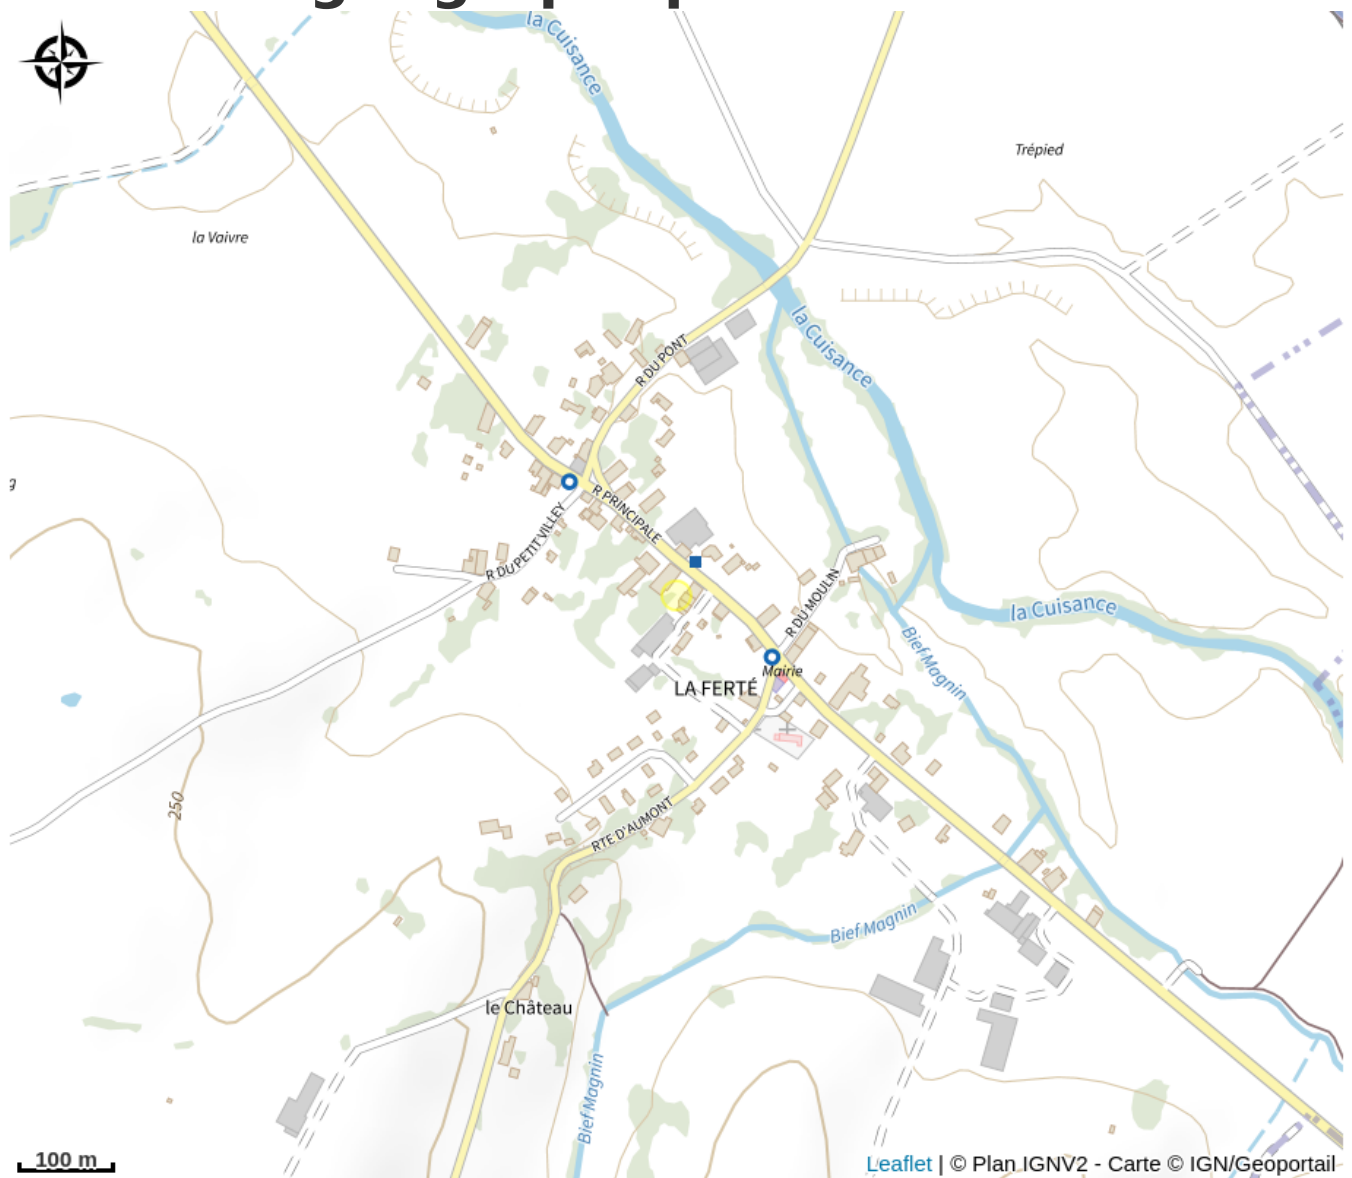 la Cuisance
Trépied
la Vaivre
la Cuisance
R DU PONT
R PRINCIPALE
R DU PETIT VILLEY
R DU MOULIN
la Cuisance
Bief Magnin
Mairie
LA FERTÉ
250
RTE D'AUMONT
Bief Magnin
le Château
Bief Magnin
100 m
Leaflet | © Plan IGNV2 - Carte © IGN/Geoportail